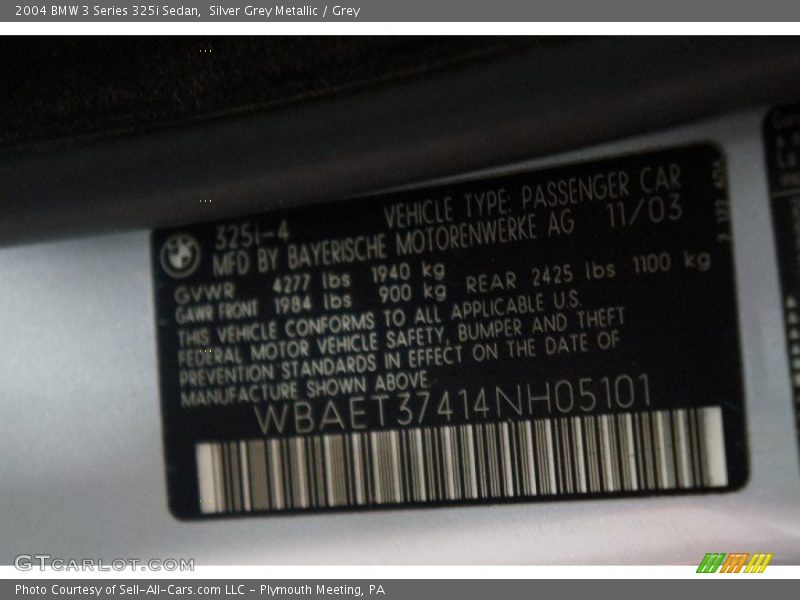 2004 BMW 3 Series 325i Sedan,  Silver Grey Metallic / Grey
325i-4 VEHICLE TYPE: PASSENGER CAR
MFD BY BAYERISCHE MOTORENWERKE AG 11/03
GVWR 4277 lbs 1940 kg
GAWR FRONT 1984 lbs 900 kg REAR 2425 lbs 1100 kg
THIS VEHICLE CONFORMS TO ALL APPLICABLE U.S.
FEDERAL MOTOR VEHICLE SAFETY, BUMPER AND THEFT
PREVENTION STANDARDS IN EFFECT ON THE DATE OF
MANUFACTURE SHOWN ABOVE.
WBAET37414NH05101
GTCARLOT.COM
Photo Courtesy of Sell-All-Cars.com LLC - Plymouth Meeting, PA